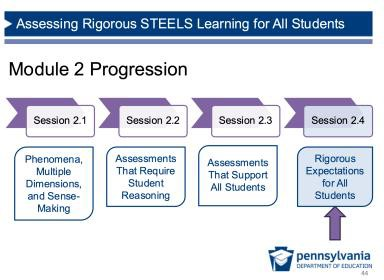 Assessing Rigorous STEELS Learning for All Students
Module 2 Progression
Session 2.1
Session 2.2
Session 2.3
Session 2.4
Phenomena,
Multiple
Dimensions,
and Sense-
Making
Assessments
That Require
Student
Reasoning
Assessments
That Support
All Students
Rigorous
Expectations
for All
Students
pennsylvania
DEPARTMENT OF EDUCATION
44